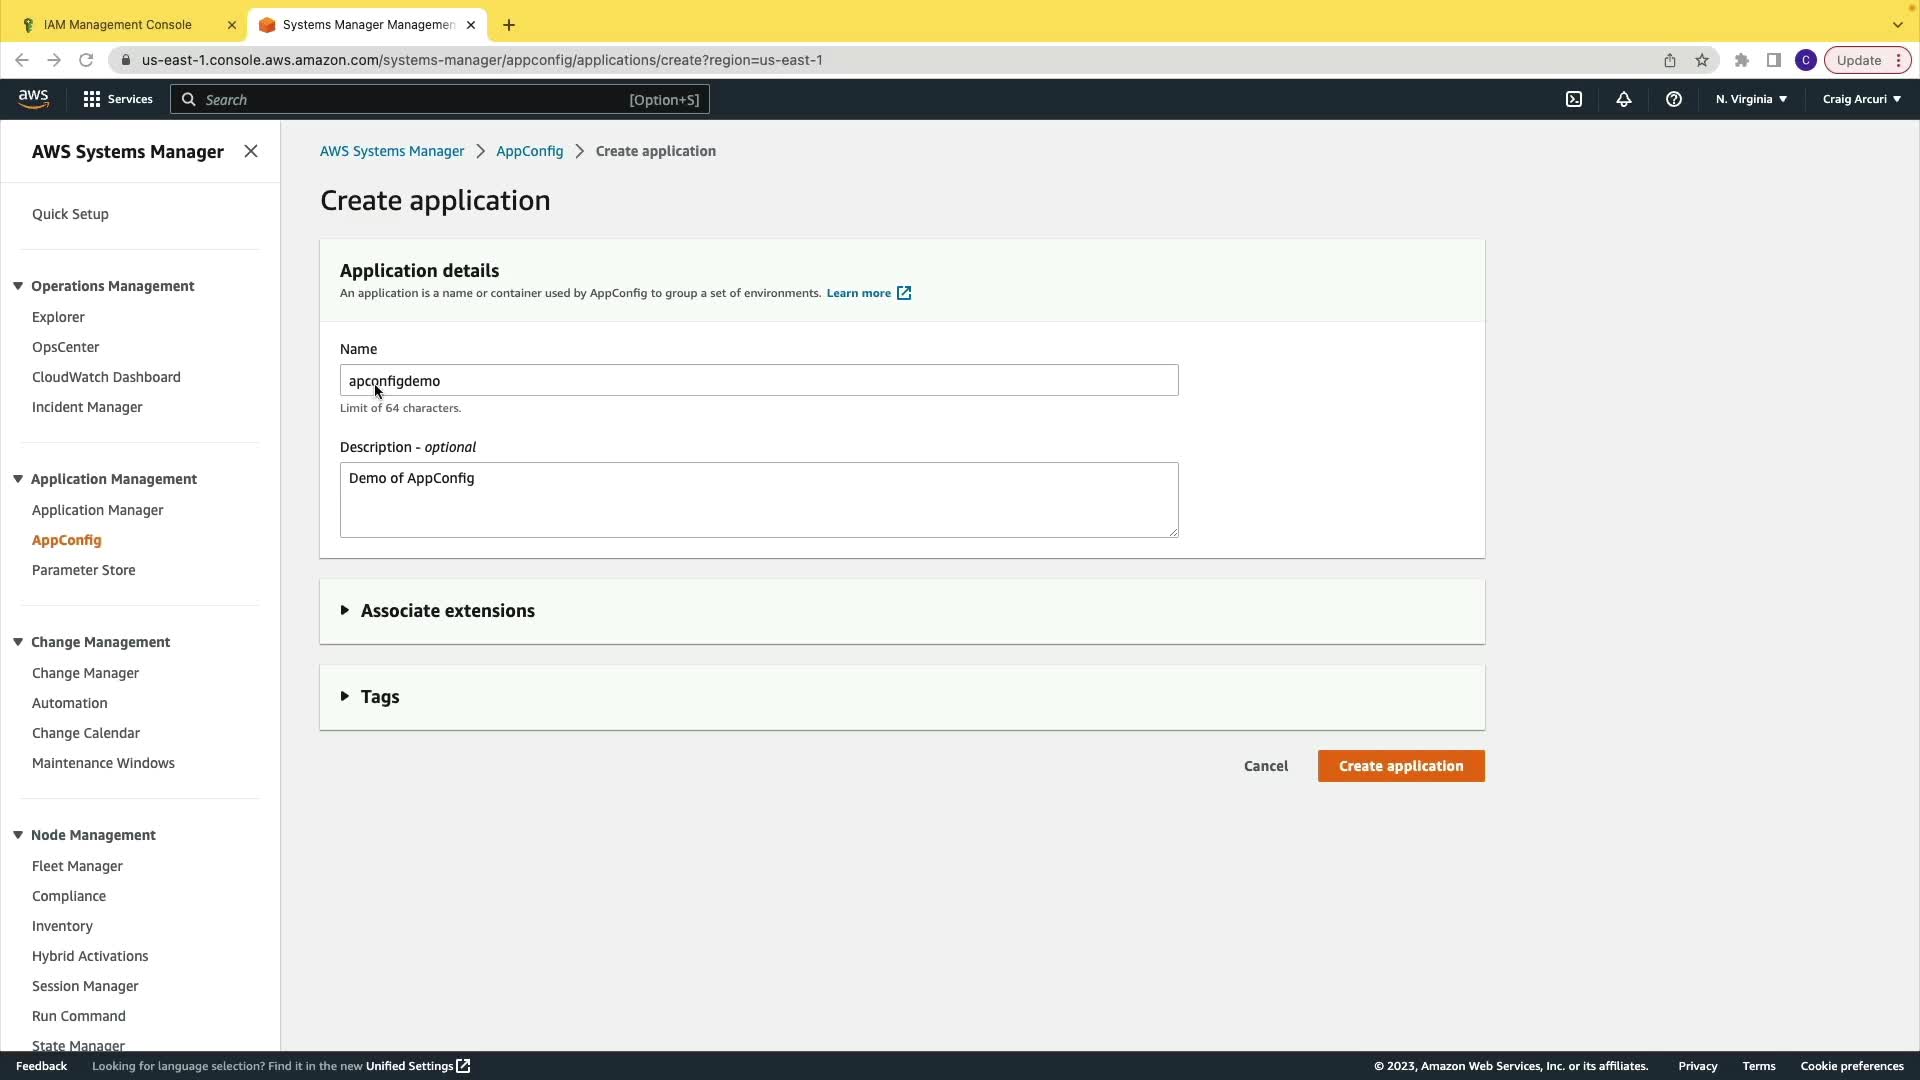 IAM Management Console
Systems Manager Managemen
us-east-1.console.aws.amazon.com/systems-manager/appconfig/applications/create?region=us-east-1
C
Update
aws
Services
Search
[Option+S]
N. Virginia
Craig Arcuri
AWS Systems Manager
Quick Setup
Operations Management
Explorer
OpsCenter
CloudWatch Dashboard
Incident Manager
Application Management
Application Manager
AppConfig
Parameter Store
Change Management
Change Manager
Automation
Change Calendar
Maintenance Windows
Node Management
Fleet Manager
Compliance
Inventory
Hybrid Activations
Session Manager
Run Command
State Manager
AWS Systems Manager > AppConfig > Create application
Create application
Application details
An application is a name or container used by AppConfig to group a set of environments. Learn more
Name
apconfigdemo
Limit of 64 characters.
Description - optional
Demo of AppConfig
Associate extensions
Tags
Cancel
Create application
Feedback
Looking for language selection? Find it in the new Unified Settings
© 2023, Amazon Web Services, Inc. or its affiliates.
Privacy
Terms
Cookie preferences